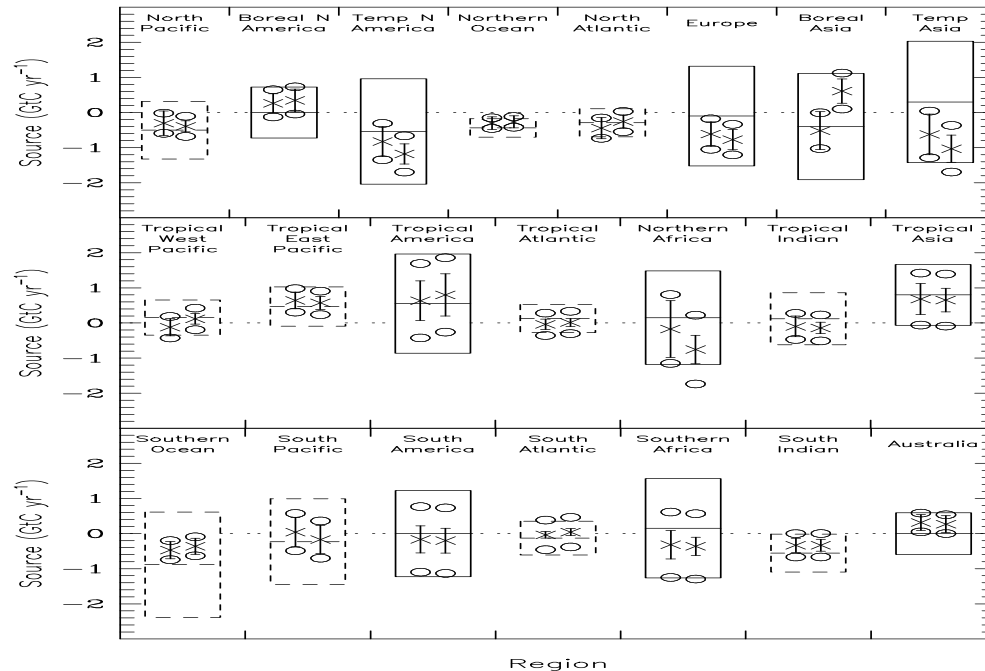 North Pacific
Boreal N America
Temp N America
Northern Ocean
North Atlantic
Europe
Boreal Asia
Temp Asia
Source (GtC yr⁻¹)
2
1
0
−1
−2
Tropical West Pacific
Tropical East Pacific
Tropical America
Tropical Atlantic
Northern Africa
Tropical Indian
Tropical Asia
Source (GtC yr⁻¹)
2
1
0
−1
−2
Southern Ocean
South Pacific
South America
South Atlantic
Southern Africa
South Indian
Australia
Source (GtC yr⁻¹)
2
1
0
−1
−2
Region